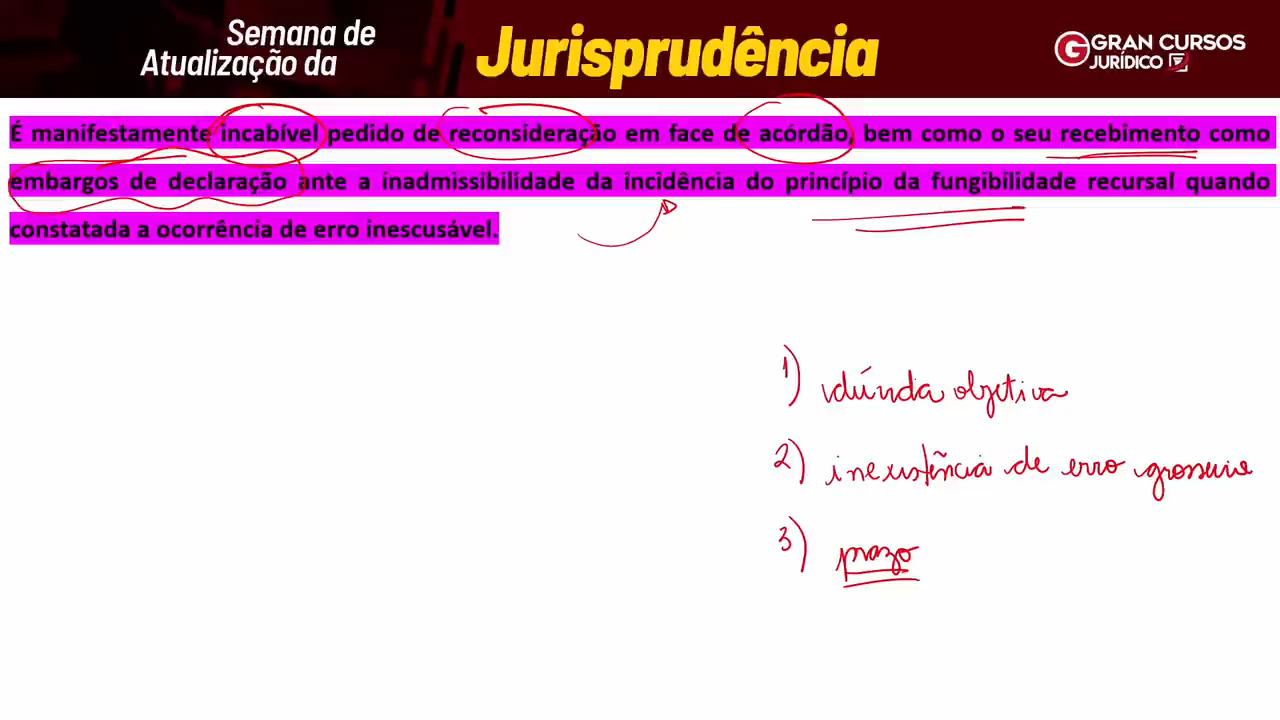 Semana de
Atualização da
Jurisprudência
GRAN CURSOS
JURÍDICO
É manifestamente incabível pedido de reconsideração em face de acórdão, bem como o seu recebimento como
embargos de declaração ante a inadmissibilidade da incidência do princípio da fungibilidade recursal quando
constatada a ocorrência de erro inescusável.
1) dúvida objetiva
2) inexistência de erro grosseiro
3) prazo